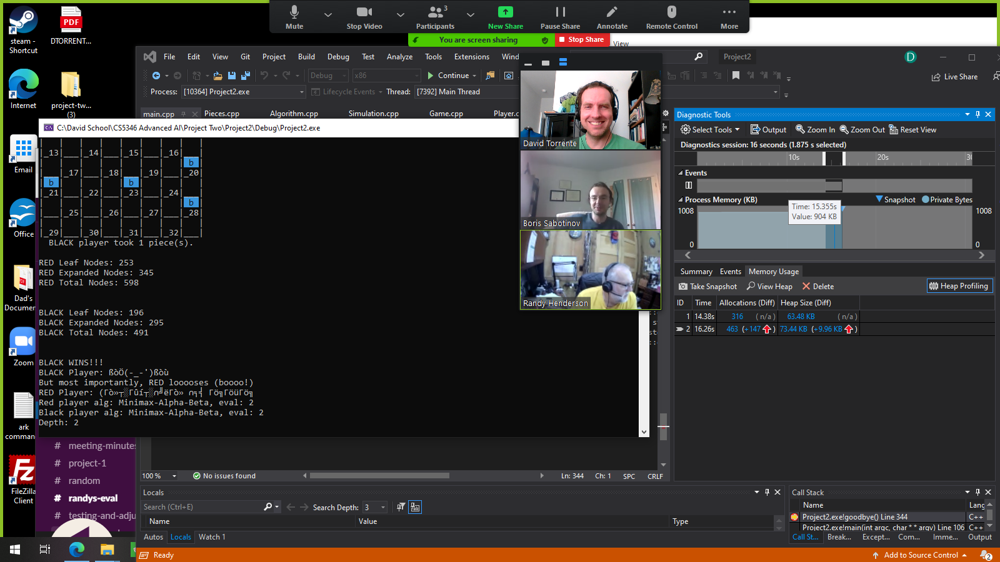 Mute
Stop Video
3
Participants
New Share
Pause Share
Annotate
Remote Control
More
You are screen sharing
Stop Share
View
steam -
Shortcut
PDF
DTORRENT...
Internet
project-tw...
(3)
Email
Office
Dad's
Documen
Zoom
ark
comman
FileZilla
Client
File Edit View Git Project Build Debug Test Analyze Tools Extensions Wind
Project2
D
Debug
x86
Continue
Live Share
Process: [10364] Project2.exe
Lifecycle Events
Thread: [7392] Main Thread
main.cpp
Pieces.cpp
Algorithm.cpp
Simulation.cpp
Game.cpp
Player.c
C:\David School\CS5346 Advanced AI\Project Two\Project2\Debug\Project2.exe
|_13|___|_14|___|_15|___|_16|___|
b
|___|_17|___|_18|___|_19|___|_20|
b b
|_21|___|_22|___|_23|___|_24|___|
b
|___|_25|___|_26|___|_27|___|_28|
|_29|___|_30|___|_31|___|_32|___|
BLACK player took 1 piece(s).
RED Leaf Nodes: 253
RED Expanded Nodes: 345
RED Total Nodes: 598
BLACK Leaf Nodes: 196
BLACK Expanded Nodes: 295
BLACK Total Nodes: 491
BLACK WINS!!!
BLACK Player: ßòÖ(-_-')ßòù
But most importantly, RED looooses (boooo!)
RED Player:
Red player alg: Minimax-Alpha-Beta, eval: 2
Black player alg: Minimax-Alpha-Beta, eval: 2
Depth: 2
David Torrente
Boris Sabotinov
Randy Henderson
Diagnostic Tools
Select Tools
Output
Zoom In
Zoom Out
Reset View
Diagnostics session: 16 seconds (1.875 s selected)
10s
20s
Events
Process Memory (KB)
Snapshot
Private Bytes
1008
1008
0
0
Time: 15.355s
Value: 904 KB
Summary Events Memory Usage
Take Snapshot
View Heap
Delete
Heap Profiling
ID Time Allocations (Diff) Heap Size (Diff)
1 14.38s 316 (n/a) 63.48 KB (n/a)
2 16.26s 463 (+147) 73.44 KB (+9.96 KB)
# meeting-minutes
# project-1
# random
# randys-eval
# testing-and-adju
100 %
No issues found
Ln: 344
Ch: 1
SPC
CRLF
Locals
Search (Ctrl+E)
Search Depth: 3
Name
Value
Type
Autos
Locals
Watch 1
Call Stack
Name
Lang
Project2.exe!goodbye() Line 344 C++
Project2.exe!main(int argc, char * * argv) Line 106 C++
Call St...
Break...
Except...
Com...
Imme...
Output
Ready
Add to Source Control
2